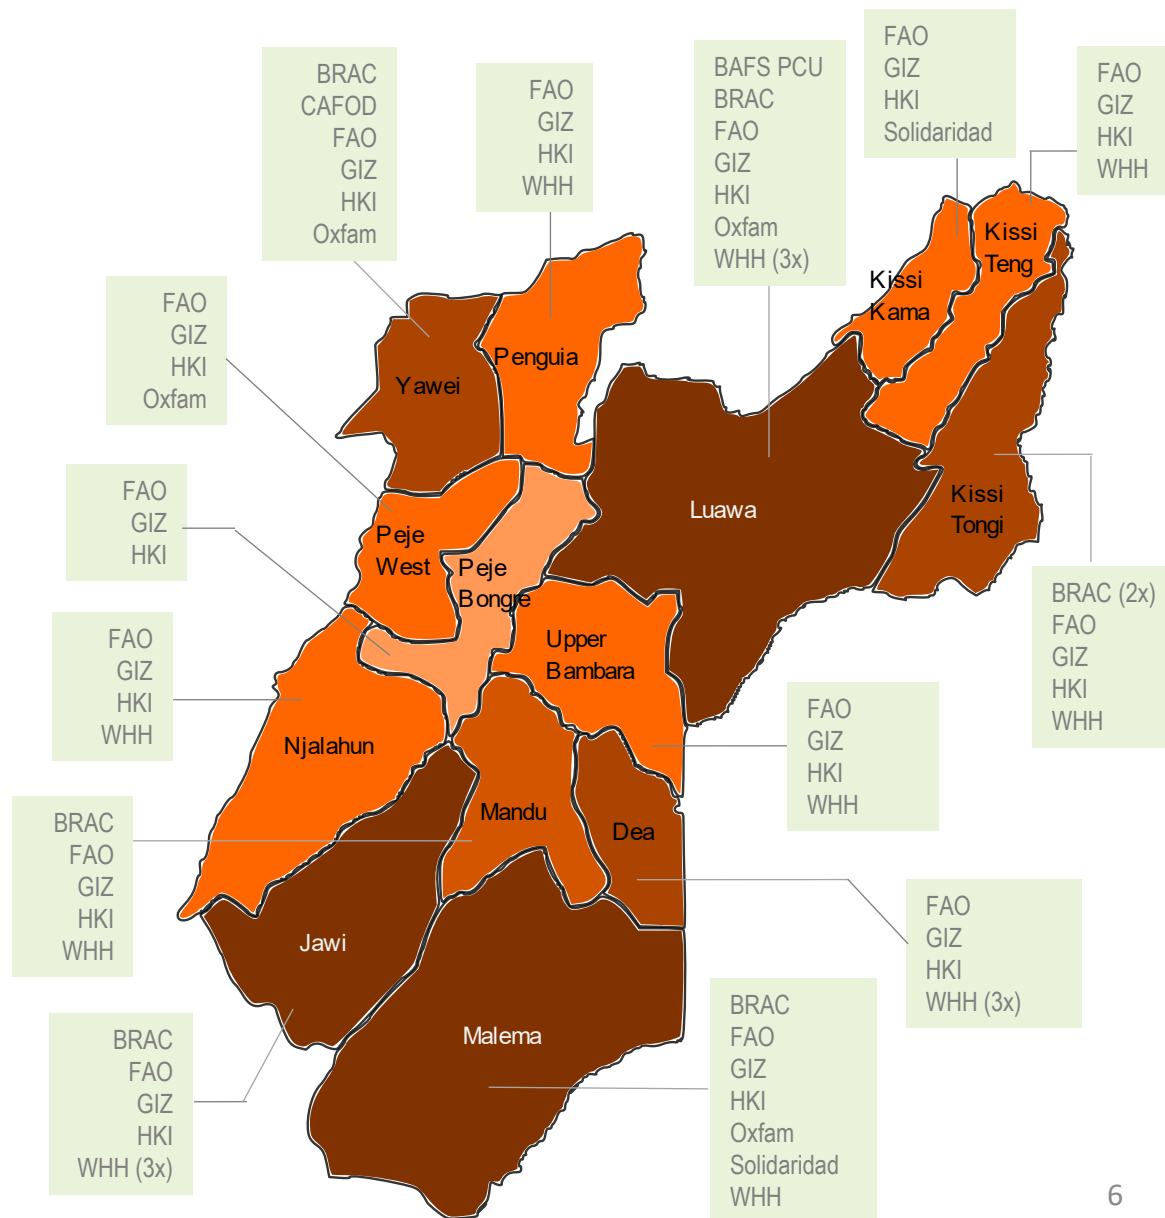 BRAC
CAFOD
FAO
GIZ
HKI
Oxfam
FAO
GIZ
HKI
WHH
BAFS PCU
BRAC
FAO
GIZ
HKI
Oxfam
WHH (3x)
FAO
GIZ
HKI
Solidaridad
FAO
GIZ
HKI
WHH
FAO
GIZ
HKI
Oxfam
FAO
GIZ
HKI
FAO
GIZ
HKI
WHH
BRAC
FAO
GIZ
HKI
WHH
BRAC
FAO
GIZ
HKI
WHH (3x)
Kissi
Teng
Kissi
Kama
Penguia
Yawei
Luawa
Kissi
Tongi
Peje
West
Peje
Bongre
Upper
Bambara
Njalahun
Mandu
Dea
Jawi
Malema
BRAC (2x)
FAO
GIZ
HKI
WHH
FAO
GIZ
HKI
WHH
FAO
GIZ
HKI
WHH (3x)
BRAC
FAO
GIZ
HKI
Oxfam
Solidaridad
WHH
6